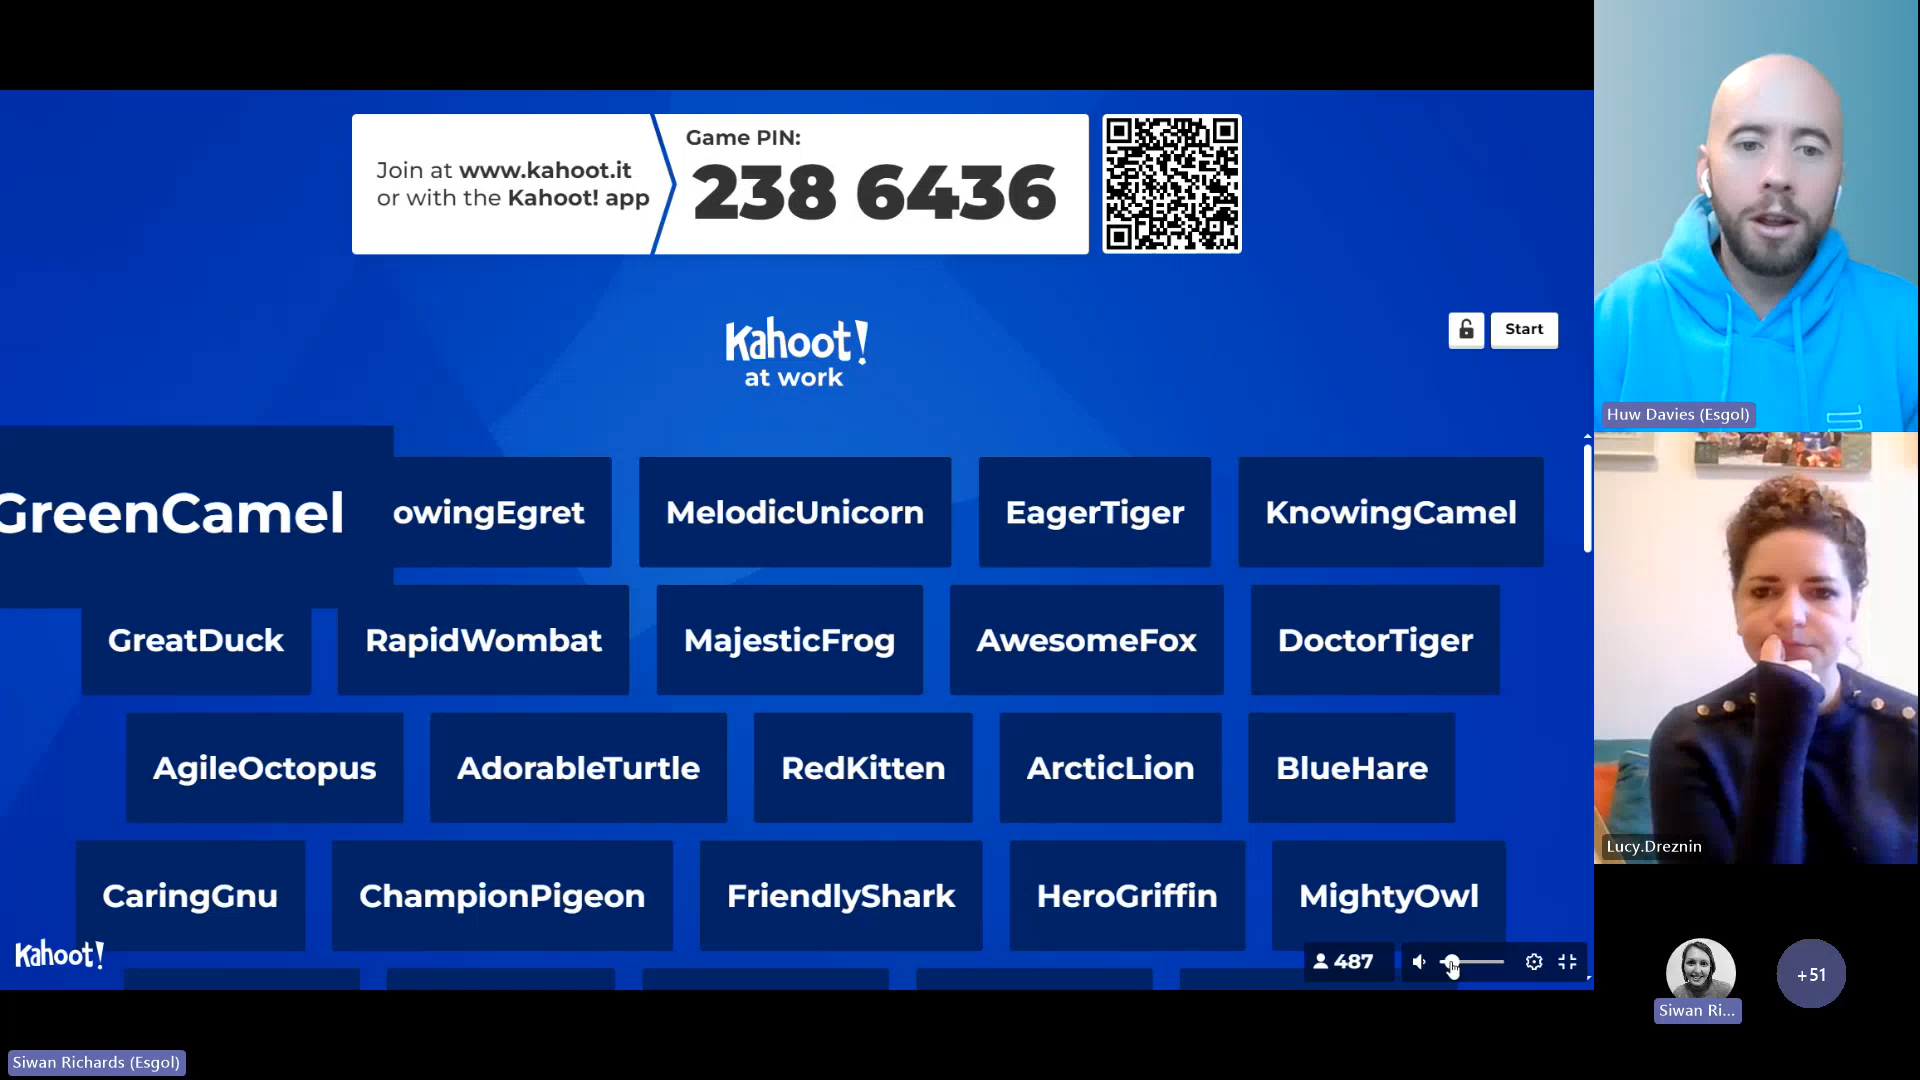 Join at www.kahoot.it
or with the Kahoot! app
Game PIN:
238 6436
Kahoot!
at work
Start
GreenCamel
owingEgret
MelodicUnicorn
EagerTiger
KnowingCamel
GreatDuck
RapidWombat
MajesticFrog
AwesomeFox
DoctorTiger
AgileOctopus
AdorableTurtle
RedKitten
ArcticLion
BlueHare
CaringGnu
ChampionPigeon
FriendlyShark
HeroGriffin
MightyOwl
Kahoot!
487
Huw Davies (Esgol)
Lucy.Dreznin
Siwan Ri...
+51
Siwan Richards (Esgol)